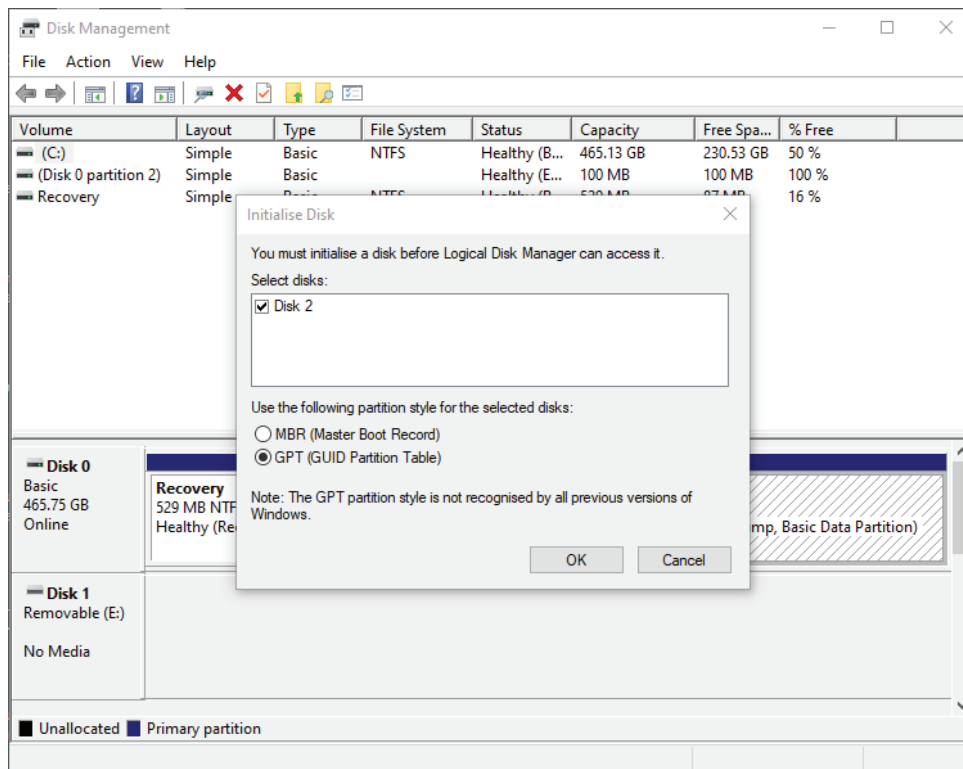 Disk Management
File Action View Help
Volume Layout Type File System Status Capacity Free Spa... % Free
(C:) Simple Basic NTFS Healthy (B... 465.13 GB 230.53 GB 50 %
(Disk 0 partition 2) Simple Basic Healthy (E... 100 MB 100 MB 100 %
Recovery Simple 16 %
Initialise Disk
You must initialise a disk before Logical Disk Manager can access it.
Select disks:
Disk 2
Use the following partition style for the selected disks:
MBR (Master Boot Record)
GPT (GUID Partition Table)
Note: The GPT partition style is not recognised by all previous versions of
Windows.
OK Cancel
Disk 0
Basic
465.75 GB
Online
Recovery
529 MB NTF
Healthy (Re
mp, Basic Data Partition)
Disk 1
Removable (E:)
No Media
Unallocated Primary partition